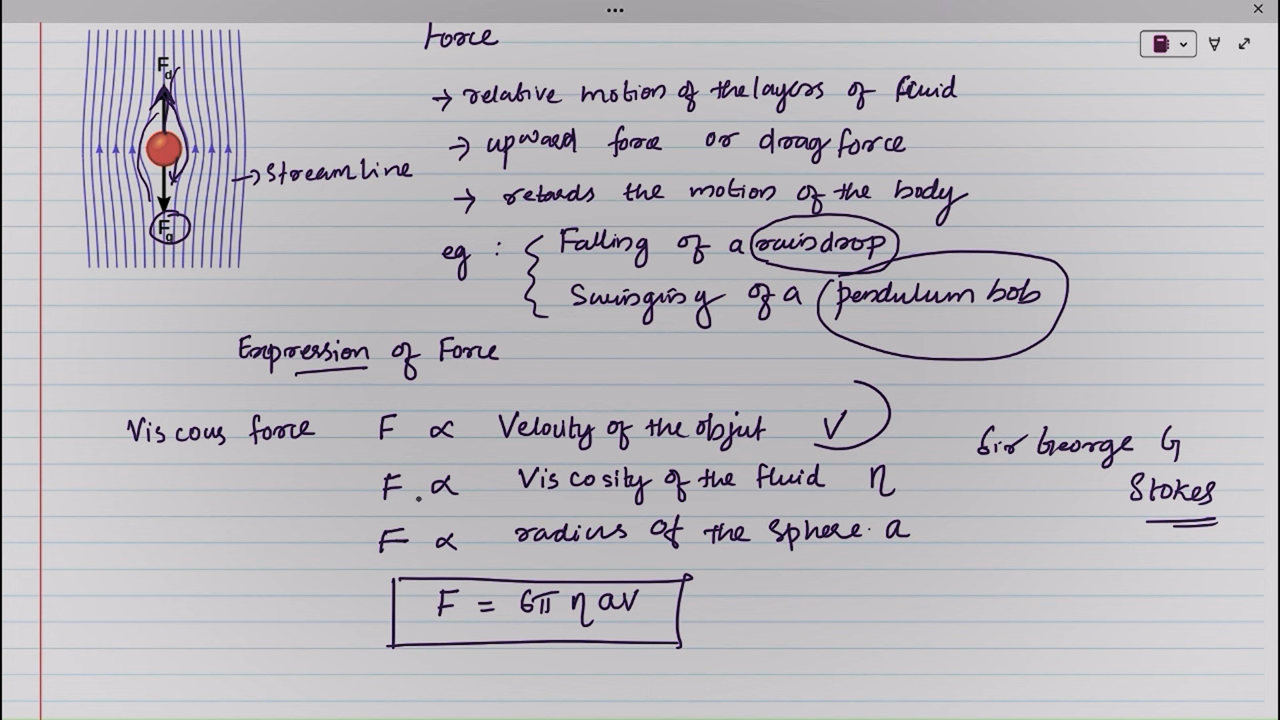 Force
Fd
→ relative motion of the layers of fluid
→ upward force or drag force
→ Streamline
→ retards the motion of the body
Fg
eg : { Falling of a raindrop
Swinging of a pendulum bob
Expression of Force
Viscous force F ∝ Velocity of the object V
Sir George G
Stokes
F ∝ Viscosity of the fluid η
F ∝ radius of the sphere a
F = 6π η av